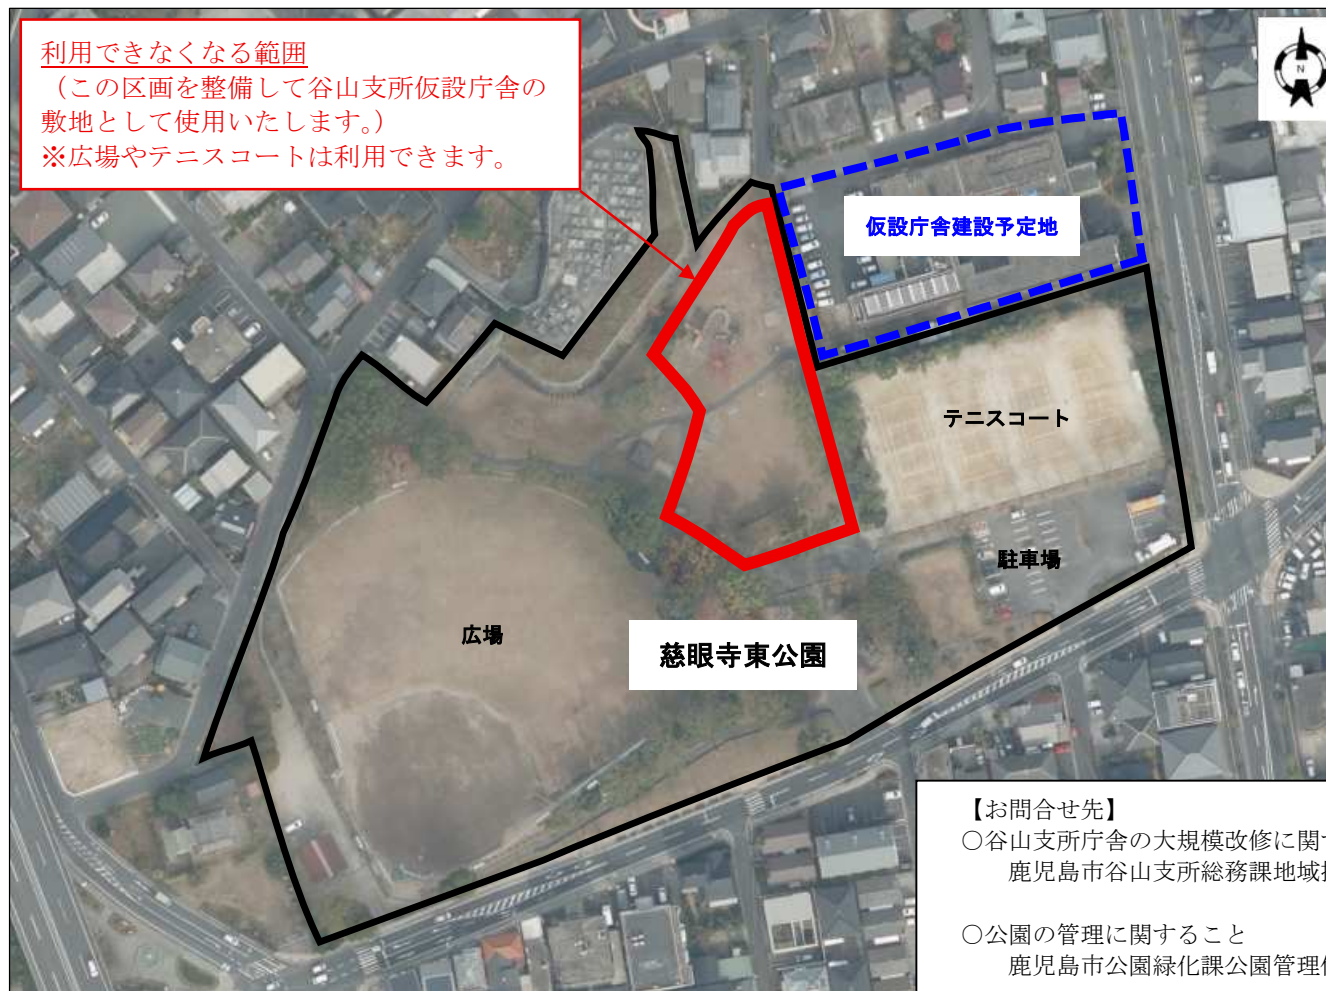 利用できなくなる範囲
（この区画を整備して谷山支所仮設庁舎の
敷地として使用いたします。）
※広場やテニスコートは利用できます。
N
仮設庁舎建設予定地
テニスコート
駐車場
広場
慈眼寺東公園
【お問合せ先】
○谷山支所庁舎の大規模改修に関
鹿児島市谷山支所総務課地域
○公園の管理に関すること
鹿児島市公園緑化課公園管理